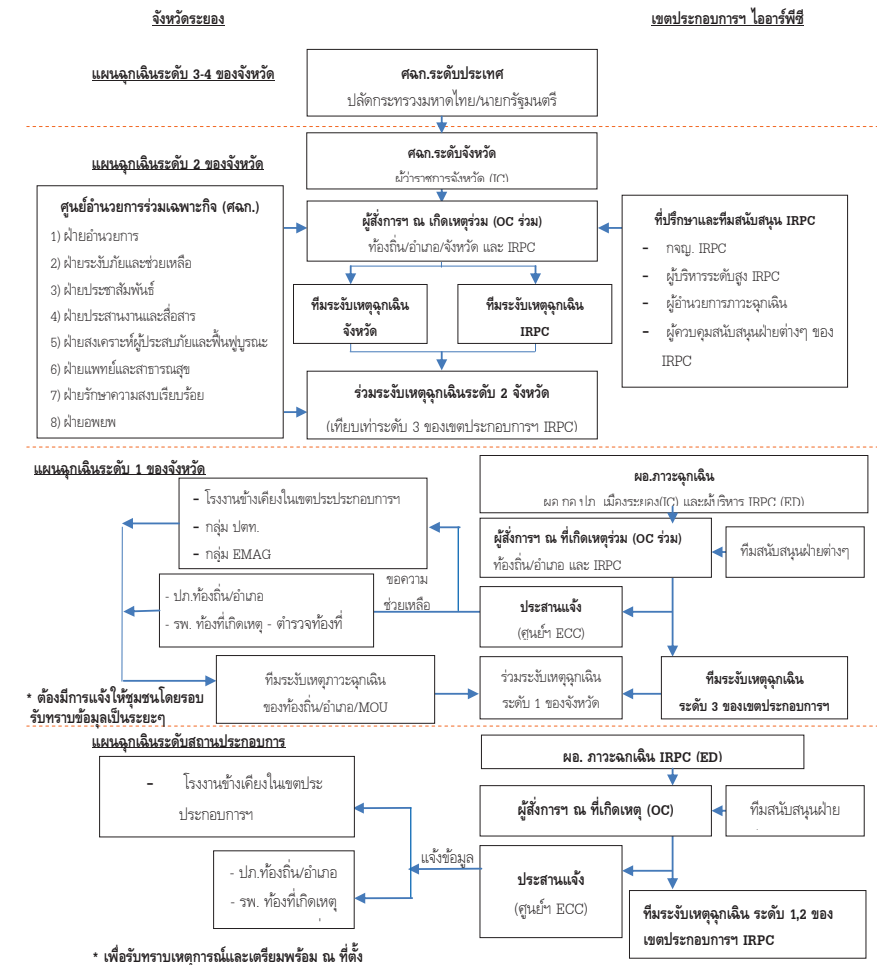 จังหวัดระยอง
เขตประกอบการฯ ไออาร์พีซี
แผนฉุกเฉินระดับ 3-4 ของจังหวัด
ศฉก.ระดับประเทศ
ปลัดกระทรวงมหาดไทย/นายกรัฐมนตรี
แผนฉุกเฉินระดับ 2 ของจังหวัด
ศฉก.ระดับจังหวัด
ผู้ว่าราชการจังหวัด (IC)
ศูนย์อำนวยการร่วมเฉพาะกิจ (ศฉก.)
1) ฝ่ายอำนวยการ
2) ฝ่ายระงับภัยและช่วยเหลือ
3) ฝ่ายประชาสัมพันธ์
4) ฝ่ายประสานงานและสื่อสาร
5) ฝ่ายสงเคราะห์ผู้ประสบภัยและฟื้นฟูบูรณะ
6) ฝ่ายแพทย์และสาธารณสุข
7) ฝ่ายรักษาความสงบเรียบร้อย
8) ฝ่ายอพยพ
ผู้สั่งการฯ ณ เกิดเหตุร่วม (OC ร่วม)
ท้องถิ่น/อำเภอ/จังหวัด และ IRPC
ที่ปรึกษาและทีมสนับสนุน IRPC
- กจญ. IRPC
- ผู้บริหารระดับสูง IRPC
- ผู้อำนวยการภาวะฉุกเฉิน
- ผู้ควบคุมสนับสนุนฝ่ายต่างๆ ของ
IRPC
ทีมระงับเหตุฉุกเฉิน
จังหวัด
ทีมระงับเหตุฉุกเฉิน
IRPC
ร่วมระงับเหตุฉุกเฉินระดับ 2 จังหวัด
(เทียบเท่าระดับ 3 ของเขตประกอบการฯ IRPC)
แผนฉุกเฉินระดับ 1 ของจังหวัด
ผอ.ภาวะฉุกเฉิน
ผอ.กอ.ปภ. เมืองระยอง(IC) และผู้บริหาร IRPC (ED)
- โรงงานข้างเคียงในเขตประประกอบการฯ
- กลุ่ม ปตท.
- กลุ่ม EMAG
ผู้สั่งการฯ ณ ที่เกิดเหตุร่วม (OC ร่วม)
ท้องถิ่น/อำเภอ และ IRPC
ทีมสนับสนุนฝ่ายต่างๆ
ขอความ
ช่วยเหลือ
- ปภ.ท้องถิ่น/อำเภอ
- รพ. ท้องที่เกิดเหตุ - ตำรวจท้องที่
ประสานแจ้ง
(ศูนย์ฯ ECC)
ทีมระงับเหตุภาวะฉุกเฉิน
ของท้องถิ่น/อำเภอ/MOU
ร่วมระงับเหตุฉุกเฉิน
ระดับ 1 ของจังหวัด
ทีมระงับเหตุฉุกเฉิน
ระดับ 3 ของเขตประกอบการฯ
* ต้องมีการแจ้งให้ชุมชนโดยรอบ
รับทราบข้อมูลเป็นระยะๆ
แผนฉุกเฉินระดับสถานประกอบการ
ผอ. ภาวะฉกเฉิน IRPC (ED)
- โรงงานข้างเคียงในเขตประ
ประกอบการฯ
ผู้สั่งการฯ ณ ที่เกิดเหตุ (OC)
ทีมสนับสนุนฝ่าย
แจ้งข้อมูล
- ปภ.ท้องถิ่น/อำเภอ
- รพ. ท้องที่เกิดเหตุ
ประสานแจ้ง
(ศูนย์ฯ ECC)
ทีมระงับเหตุฉุกเฉิน ระดับ 1,2 ของ
เขตประกอบการฯ IRPC
* เพื่อรับทราบเหตุการณ์และเตรียมพร้อม ณ ที่ตั้ง